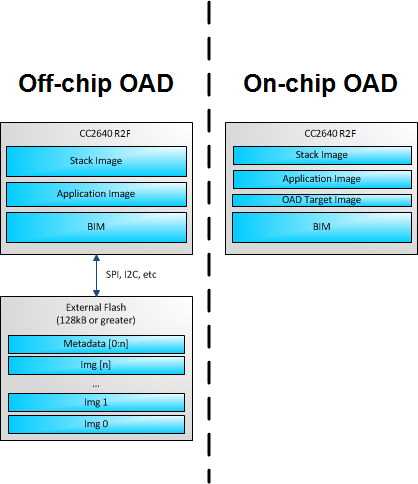 Off-chip OAD
CC2640 R2F
Stack Image
Application Image
BIM
SPI, I2C, etc
External Flash
(128kB or greater)
Metadata [0:n]
Img [n]
...
Img 1
Img 0
On-chip OAD
CC2640 R2F
Stack Image
Application Image
OAD Target Image
BIM